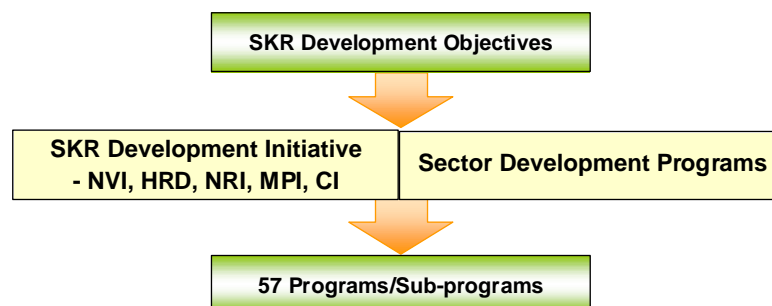 SKR Development Objectives
SKR Development Initiative
- NVI, HRD, NRI, MPI, CI
Sector Development Programs
57 Programs/Sub-programs